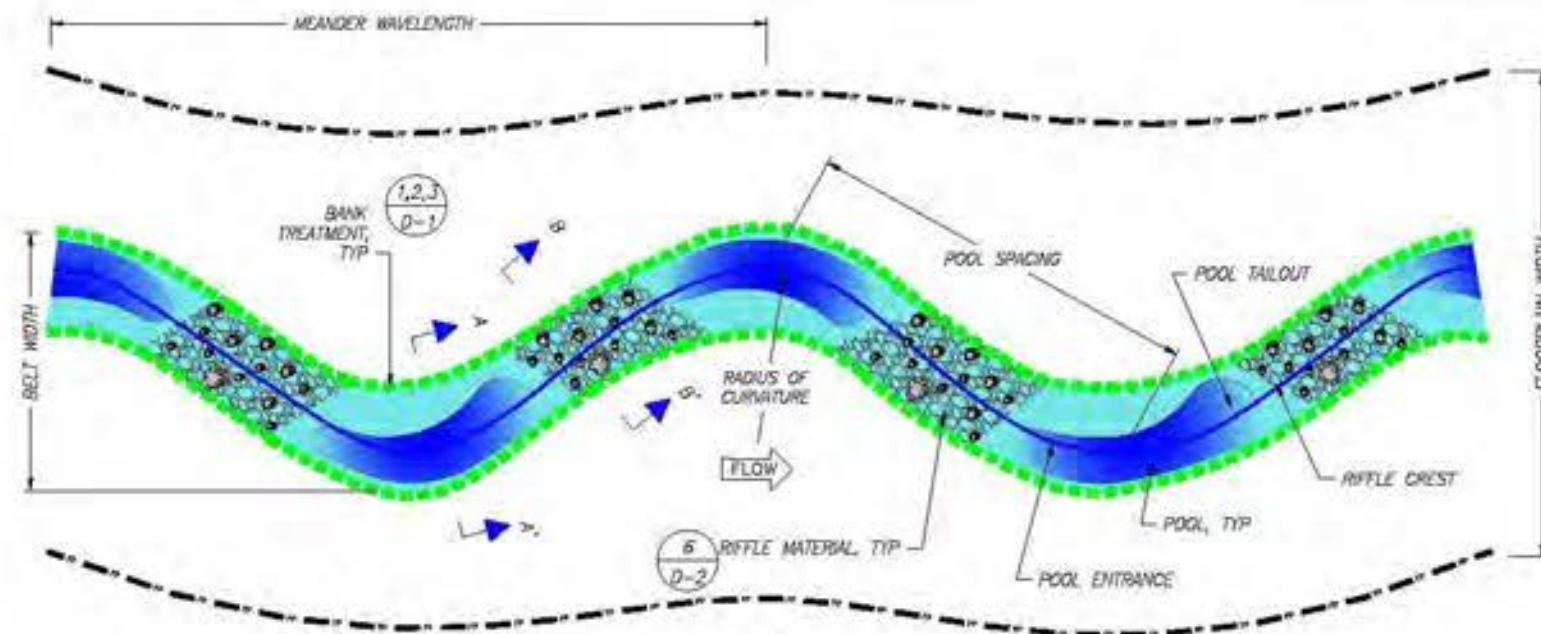 MEANDER WAVELENGTH
1,2,3
D-1
BANK
TREATMENT,
TYP
B
A
POOL SPACING
POOL TAILOUT
BELT WIDTH
RADIUS OF
CURVATURE
B'
FLOW
RIFFLE CREST
A'
POOL, TYP
6
D-2
RIFFLE MATERIAL, TYP
POOL ENTRANCE